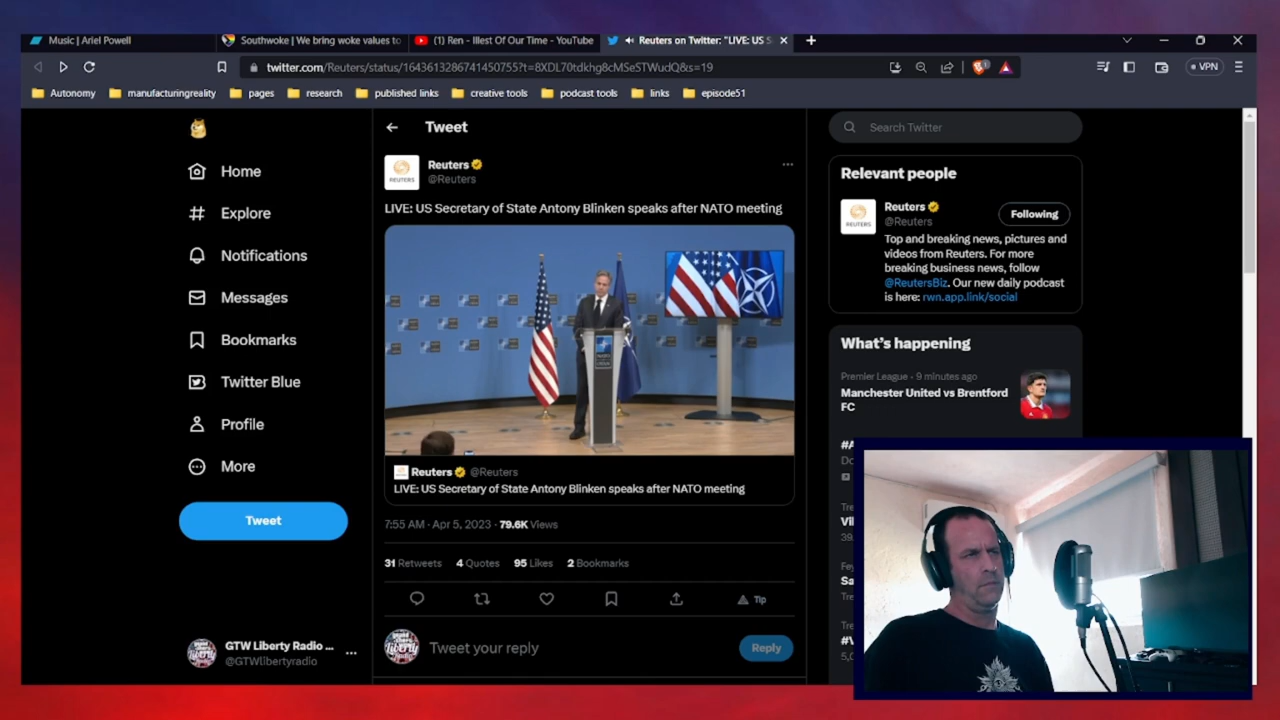 Music | Ariel Powell
Southwoke | We bring woke values to
(1) Ren - Illest Of Our Time - YouTube
Reuters on Twitter: "LIVE: US S
twitter.com/Reuters/status/1643613286741450755?t=8XDL70tdkhg8cMSeSTWudQ&s=19
VPN
Autonomy
manufacturingreality
pages
research
published links
creative tools
podcast tools
links
episode51
Home
Explore
Notifications
Messages
Bookmarks
Twitter Blue
Profile
More
Tweet
GTW Liberty Radio ...
@GTWlibertyradio
Tweet
REUTERS
Reuters
@Reuters
LIVE: US Secretary of State Antony Blinken speaks after NATO meeting
Reuters @Reuters
LIVE: US Secretary of State Antony Blinken speaks after NATO meeting
7:55 AM · Apr 5, 2023 · 79.6K Views
31 Retweets 4 Quotes 95 Likes 2 Bookmarks
Tip
Tweet your reply
Reply
Search Twitter
Relevant people
REUTERS
Reuters
@Reuters
Following
Top and breaking news, pictures and
videos from Reuters. For more
breaking business news, follow
@ReutersBiz. Our new daily podcast
is here: rwn.app.link/social
What's happening
Premier League · 9 minutes ago
Manchester United vs Brentford
FC